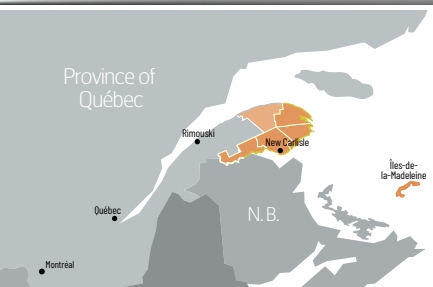 Province of
Québec
Rimouski
New Carlisle
Îles-de-
la-Madeleine
Québec
N.B.
Montréal